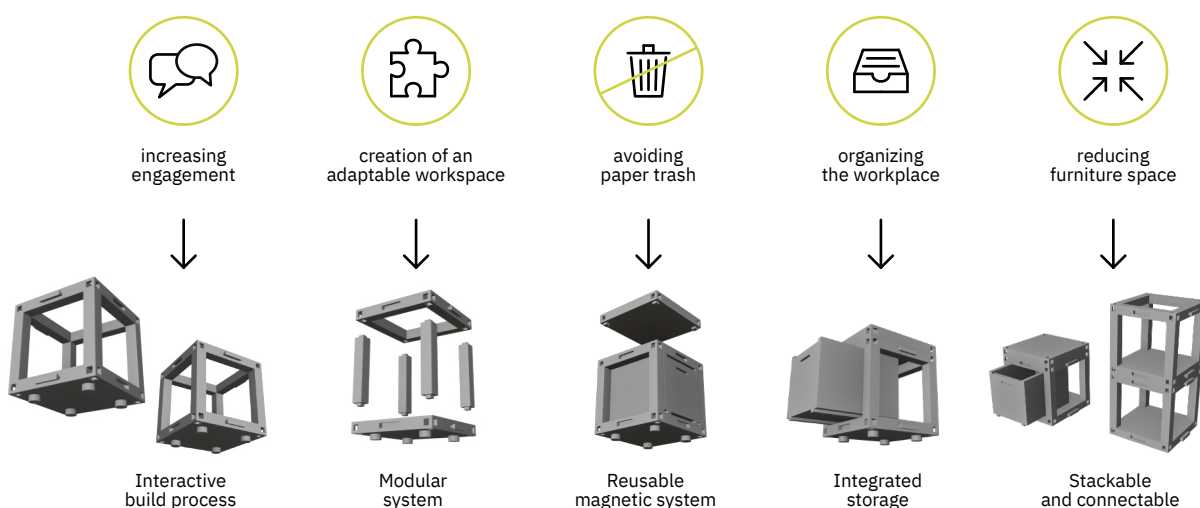 increasing
engagement
creation of an
adaptable workspace
avoiding
paper trash
organizing
the workplace
reducing
furniture space
Interactive
build process
Modular
system
Reusable
magnetic system
Integrated
storage
Stackable
and connectable